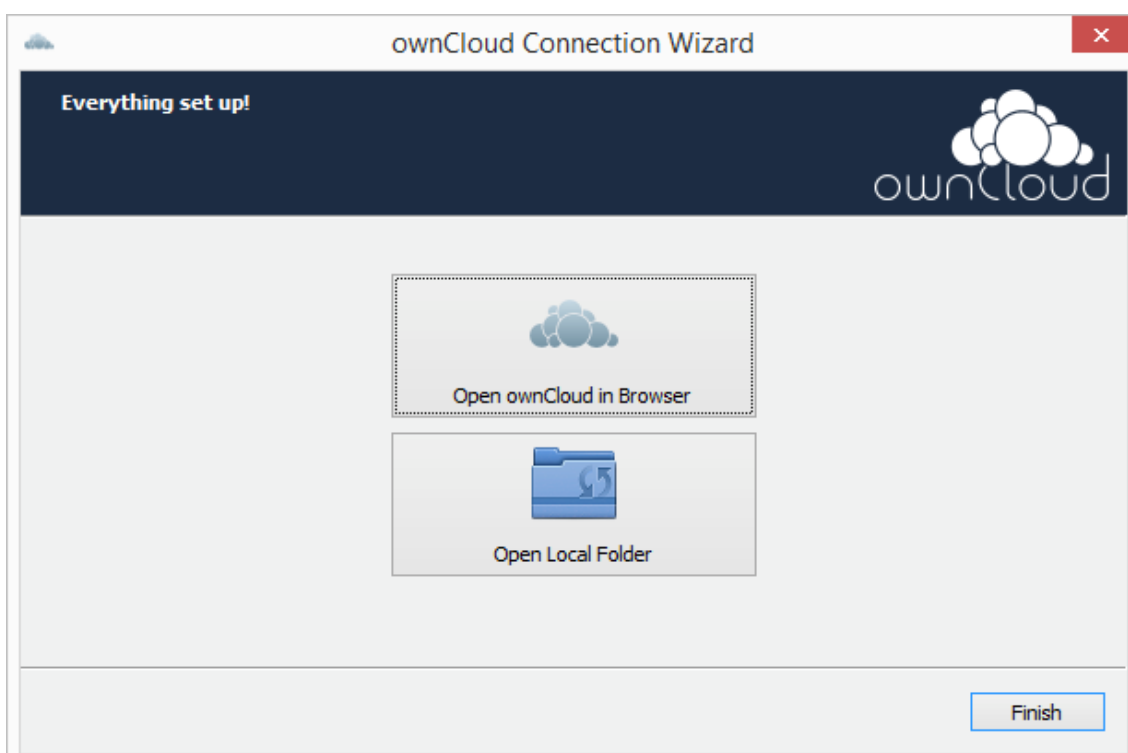 ownCloud Connection Wizard
Everything set up!
ownCloud
Open ownCloud in Browser
Open Local Folder
Finish